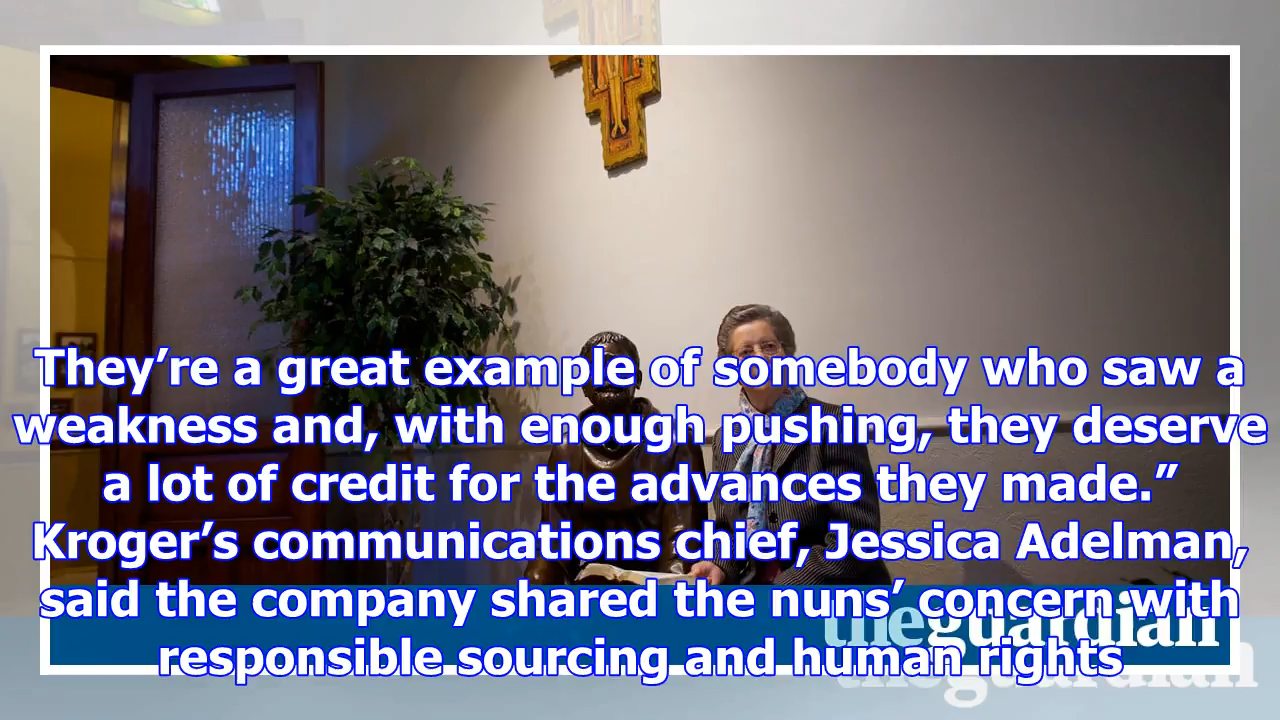 They’re a great example of somebody who saw a
weakness and, with enough pushing, they deserve
a lot of credit for the advances they made.”
Kroger’s communications chief, Jessica Adelman,
said the company shared the nuns’ concern with
responsible sourcing and human rights
theguardian
theguardian